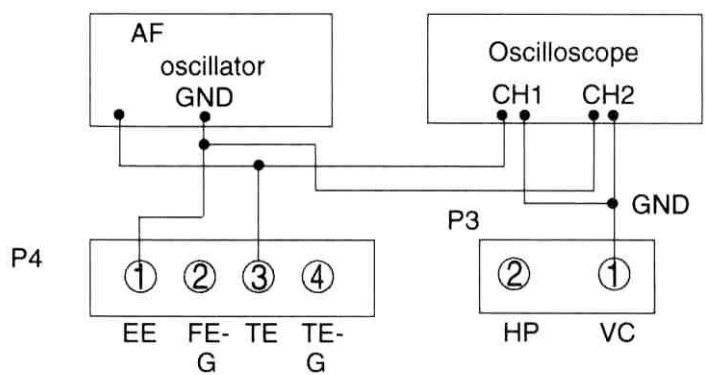 AF
oscillator
GND
Oscilloscope
CH1 CH2
GND
P3
P4
1 2 3 4
EE FE-G TE TE-G
2 1
HP VC